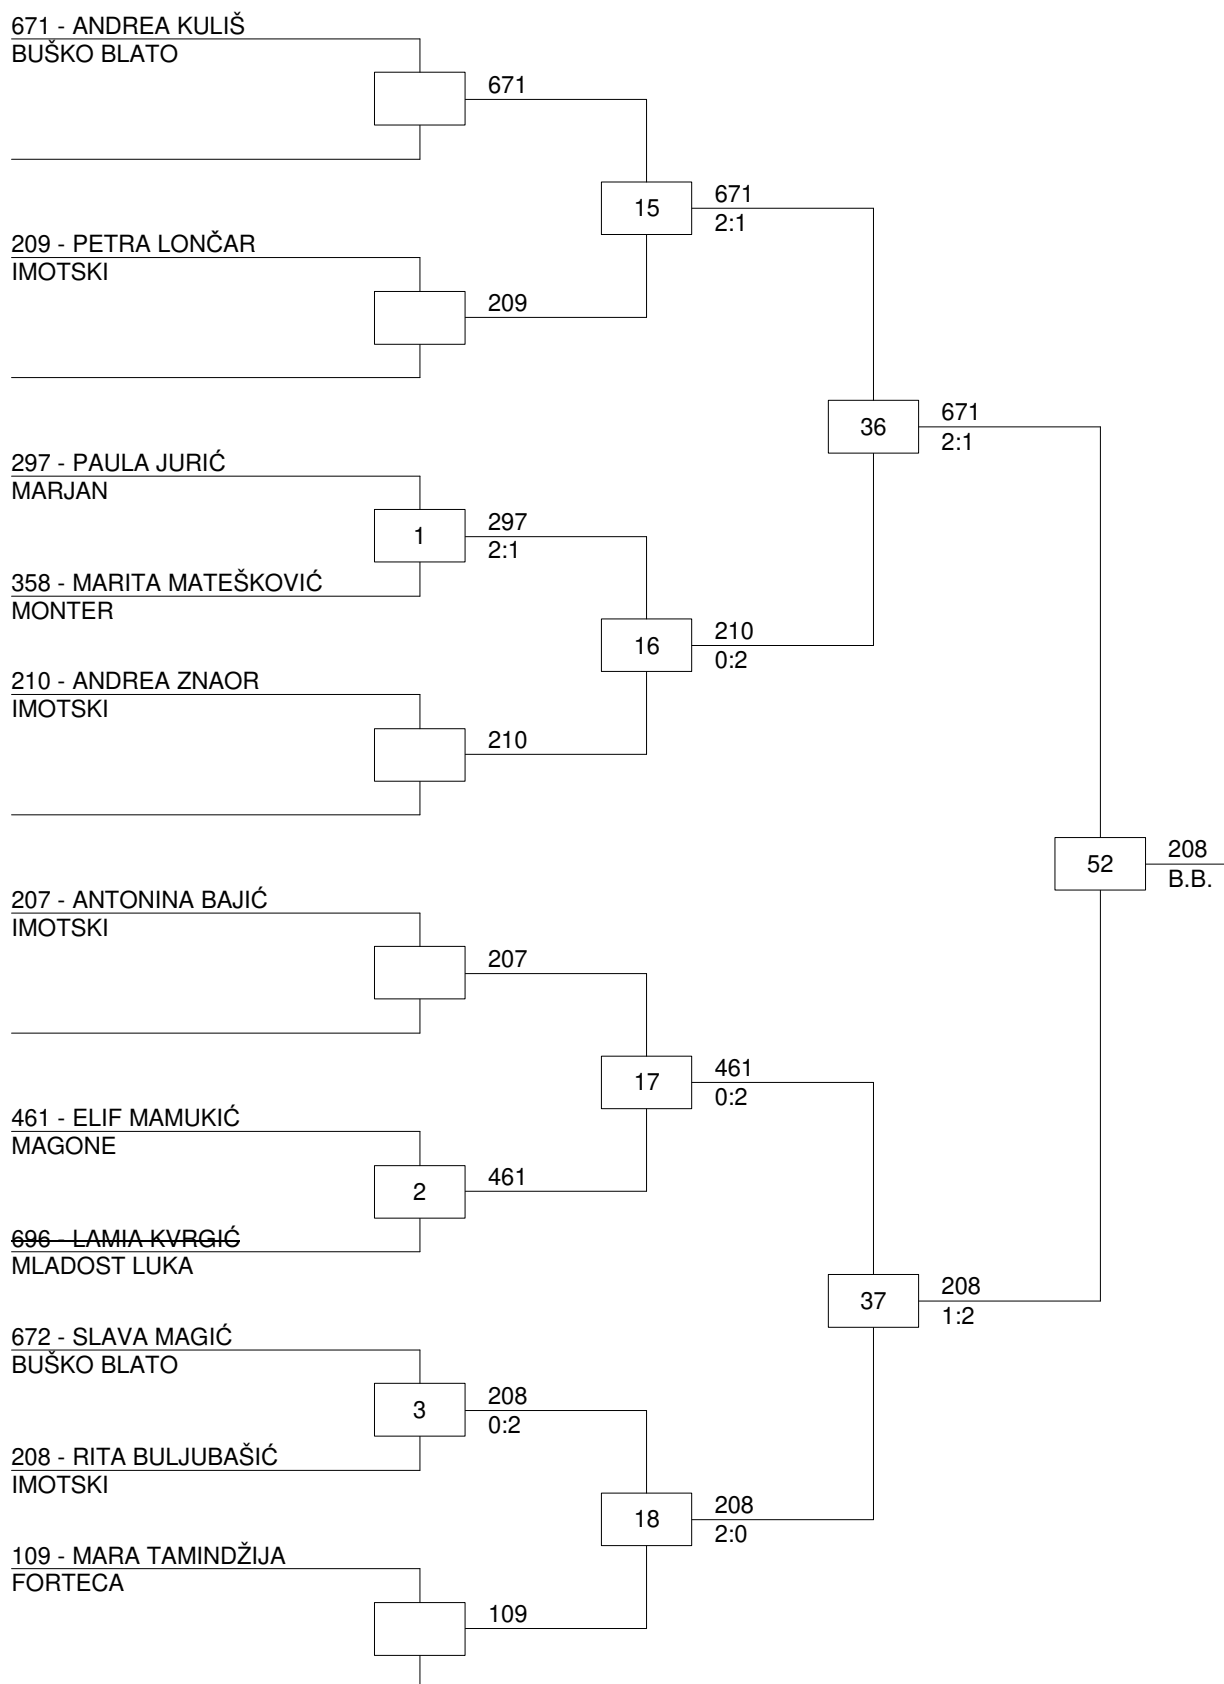 671 - ANDREA KULIŠ
BUŠKO BLATO
671
15
671
2:1
209 - PETRA LONČAR
IMOTSKI
209
36
671
2:1
297 - PAULA JURIĆ
MARJAN
1
297
2:1
358 - MARITA MATEŠKOVIĆ
MONTER
16
210
0:2
210 - ANDREA ZNAOR
IMOTSKI
210
52
208
B.B.
207 - ANTONINA BAJIĆ
IMOTSKI
207
17
461
0:2
461 - ELIF MAMUKIĆ
MAGONE
2
461
696 - LAMIA KVRGIĆ
MLADOST LUKA
37
208
1:2
672 - SLAVA MAGIĆ
BUŠKO BLATO
3
208
0:2
208 - RITA BULJUBAŠIĆ
IMOTSKI
18
208
2:0
109 - MARA TAMINDŽIJA
FORTECA
109